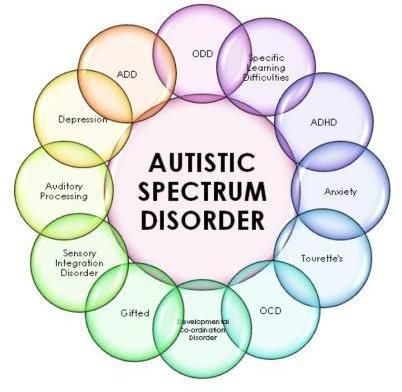 ODD
Specific
Learning
Difficulties
ADHD
Anxiety
Tourette's
OCD
Developmental
Co-ordination
Disorder
Gifted
Sensory
Integration
Disorder
Auditory
Processing
Depression
ADD
AUTISTIC
SPECTRUM
DISORDER